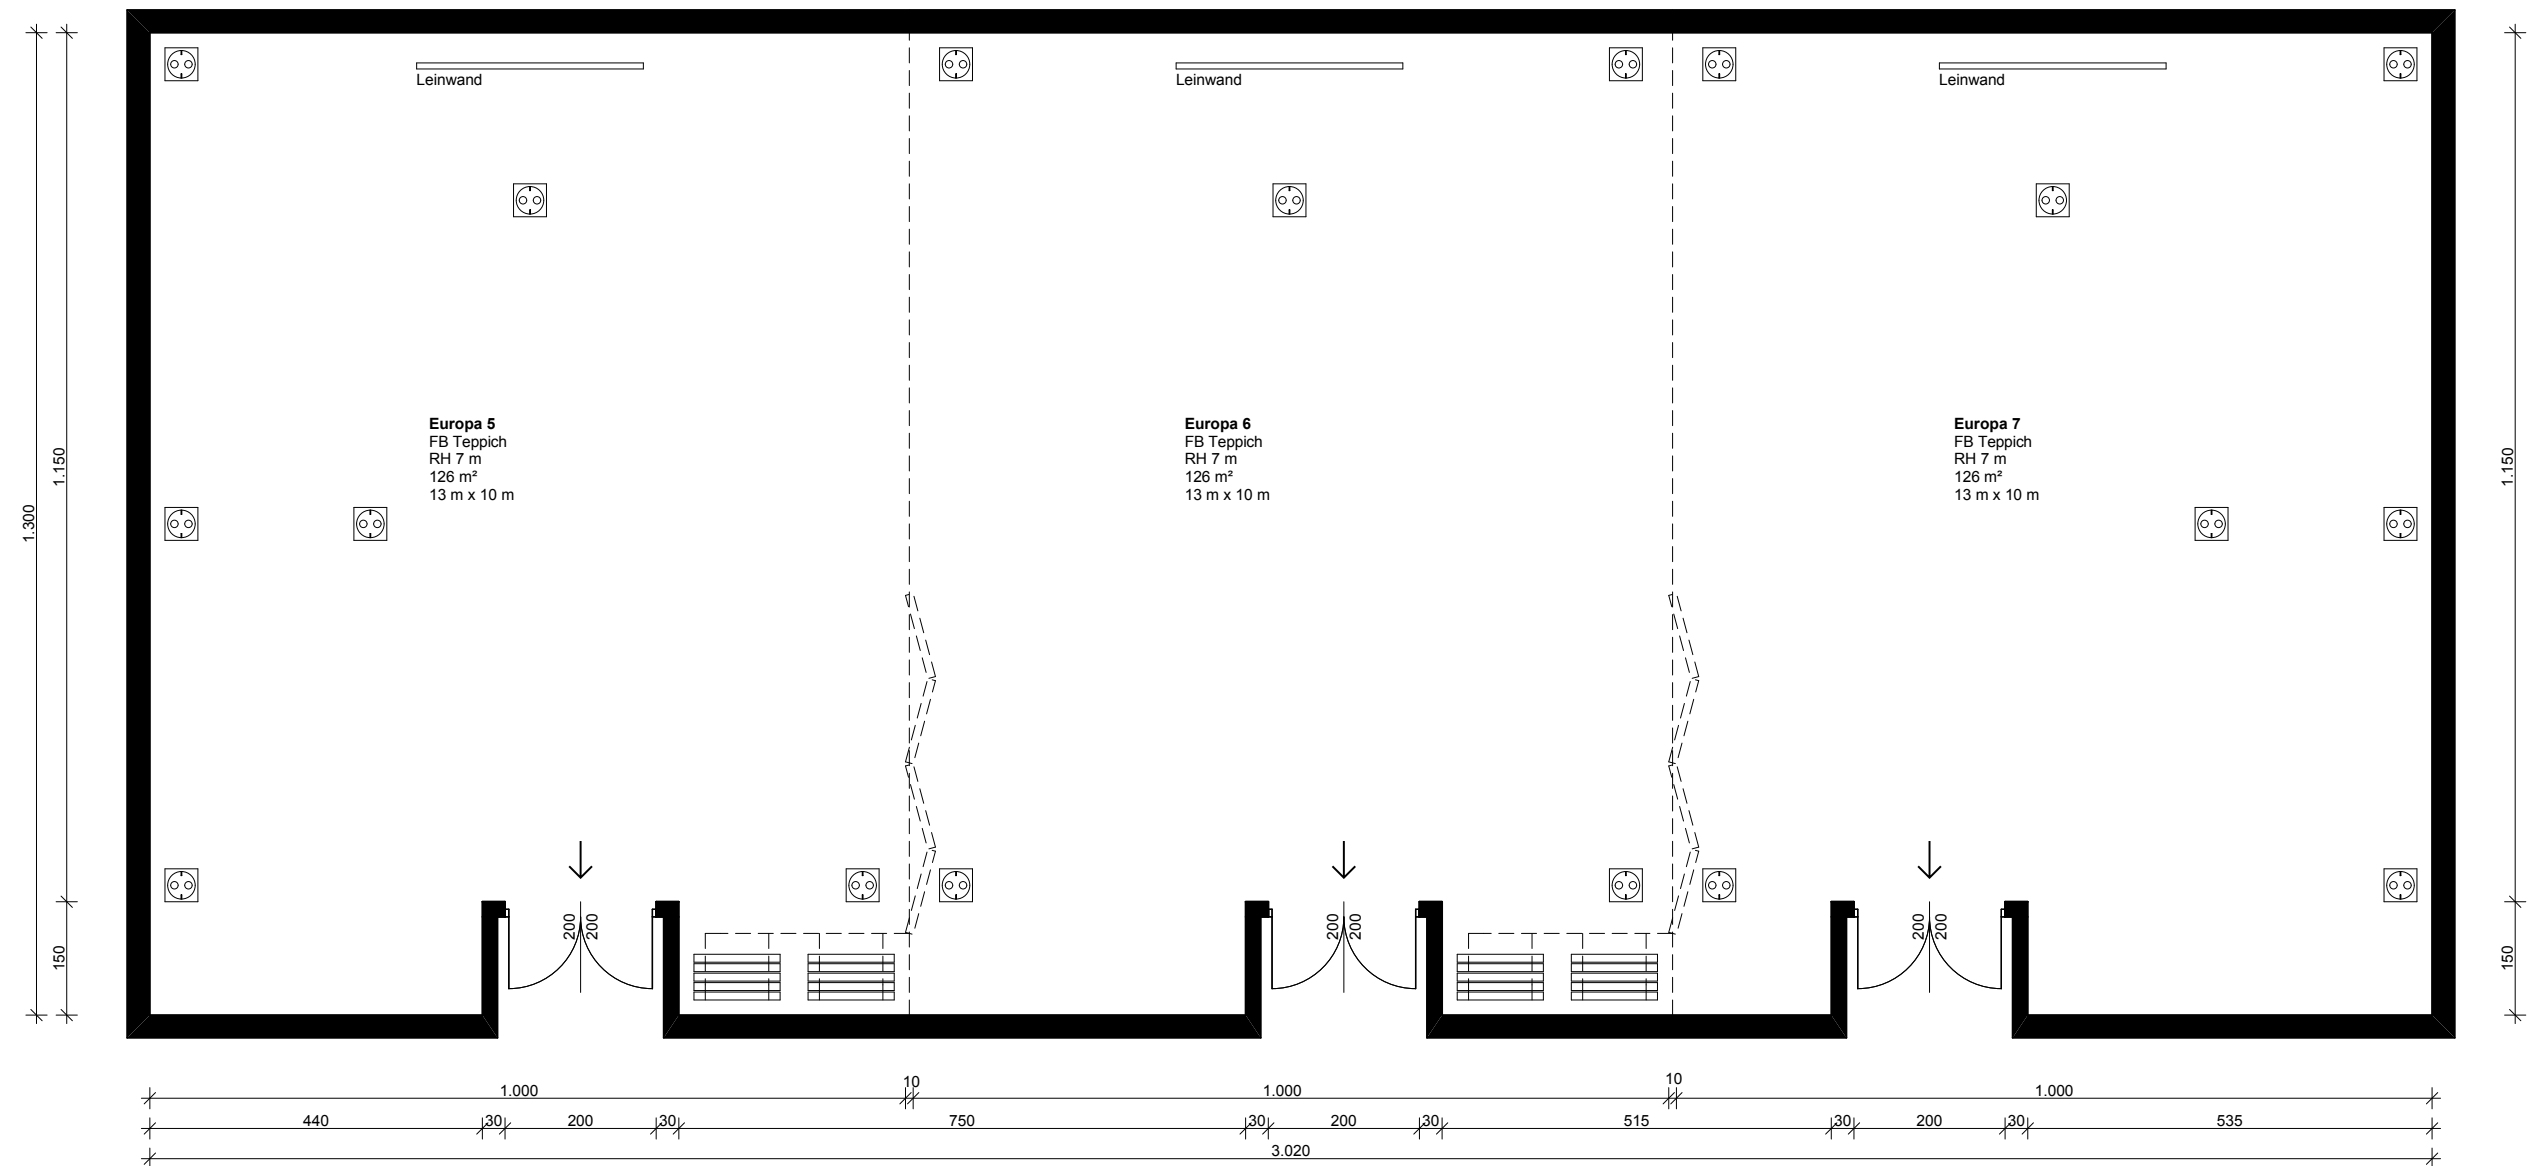 Leinwand
Leinwand
Leinwand
Europa 5
FB Teppich
RH 7 m
126 m²
13 m x 10 m
Europa 6
FB Teppich
RH 7 m
126 m²
13 m x 10 m
Europa 7
FB Teppich
RH 7 m
126 m²
13 m x 10 m
1.300
1.150
150
1.150
150
200
200
200
200
200
200
1.000
10
1.000
10
1.000
440
30
200
30
750
30
200
30
515
30
200
30
535
3.020